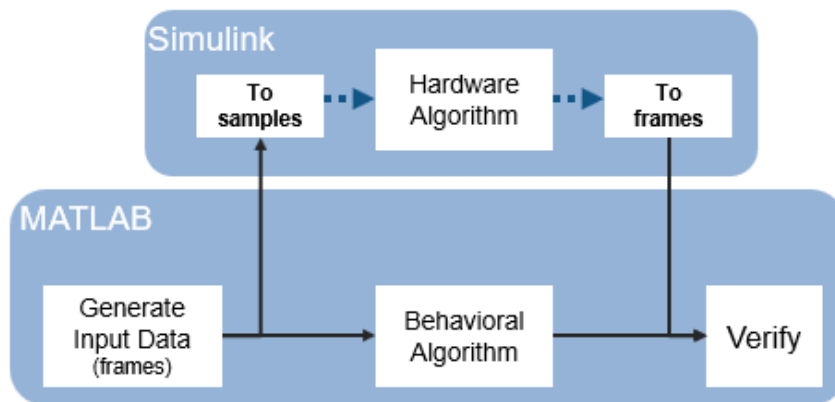 Simulink
To
samples
Hardware
Algorithm
To
frames
MATLAB
Generate
Input Data
(frames)
Behavioral
Algorithm
Verify